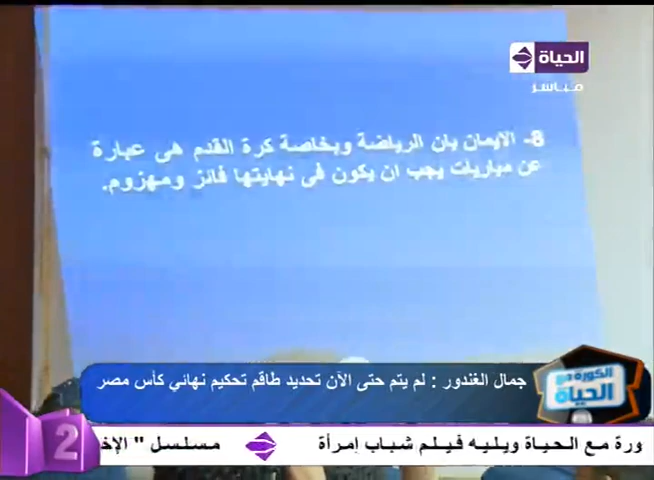 الحياة
مباشر
8- الايمان بان الرياضة وبخاصة كرة القدم هى عبارة
عن مباريات يجب ان يكون فى نهايتها فائز ومهزوم.
جمال الغندور : لم يتم حتى الآن تحديد طاقم تحكيم نهائي كأس مصر
الكورة مع
الحياة
2
ورة مع الحياة ويليه فيلم شباب إمرأة
مسلسل " الإخ